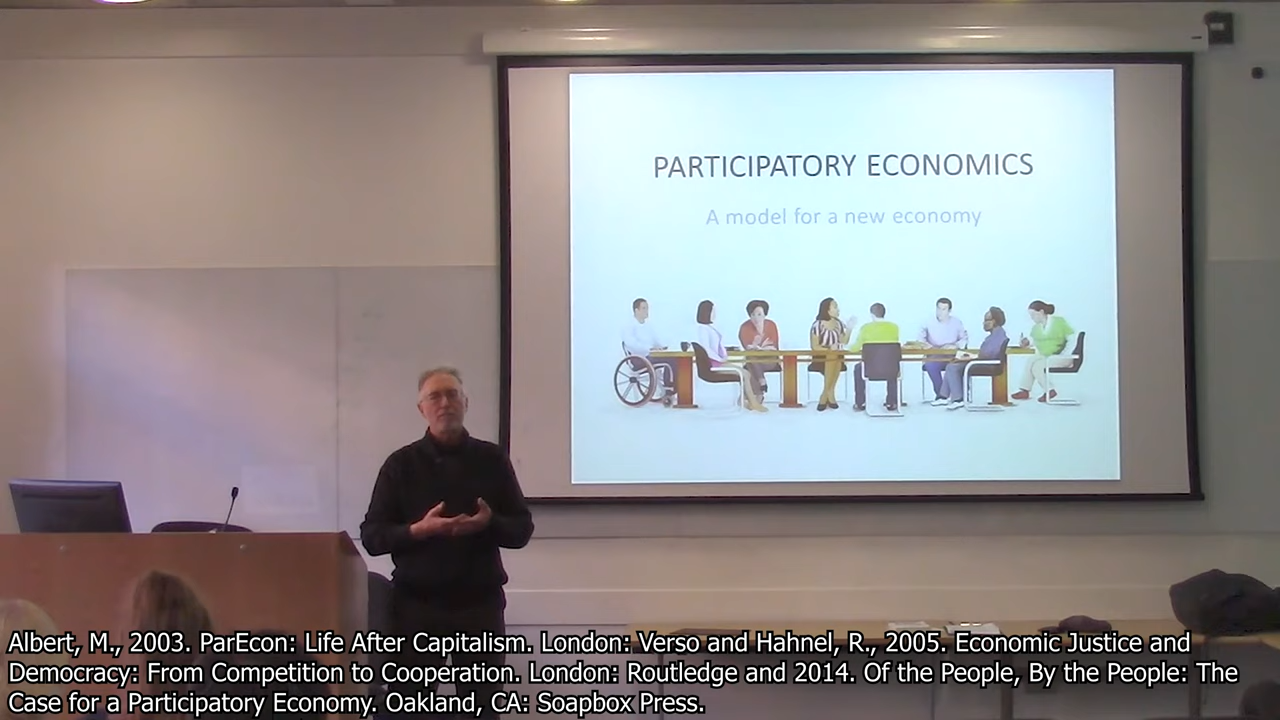 PARTICIPATORY ECONOMICS
A model for a new economy
Albert, M., 2003. ParEcon: Life After Capitalism. London: Verso and Hahnel, R., 2005. Economic Justice and
Democracy: From Competition to Cooperation. London: Routledge and 2014. Of the People, By the People: The
Case for a Participatory Economy. Oakland, CA: Soapbox Press.